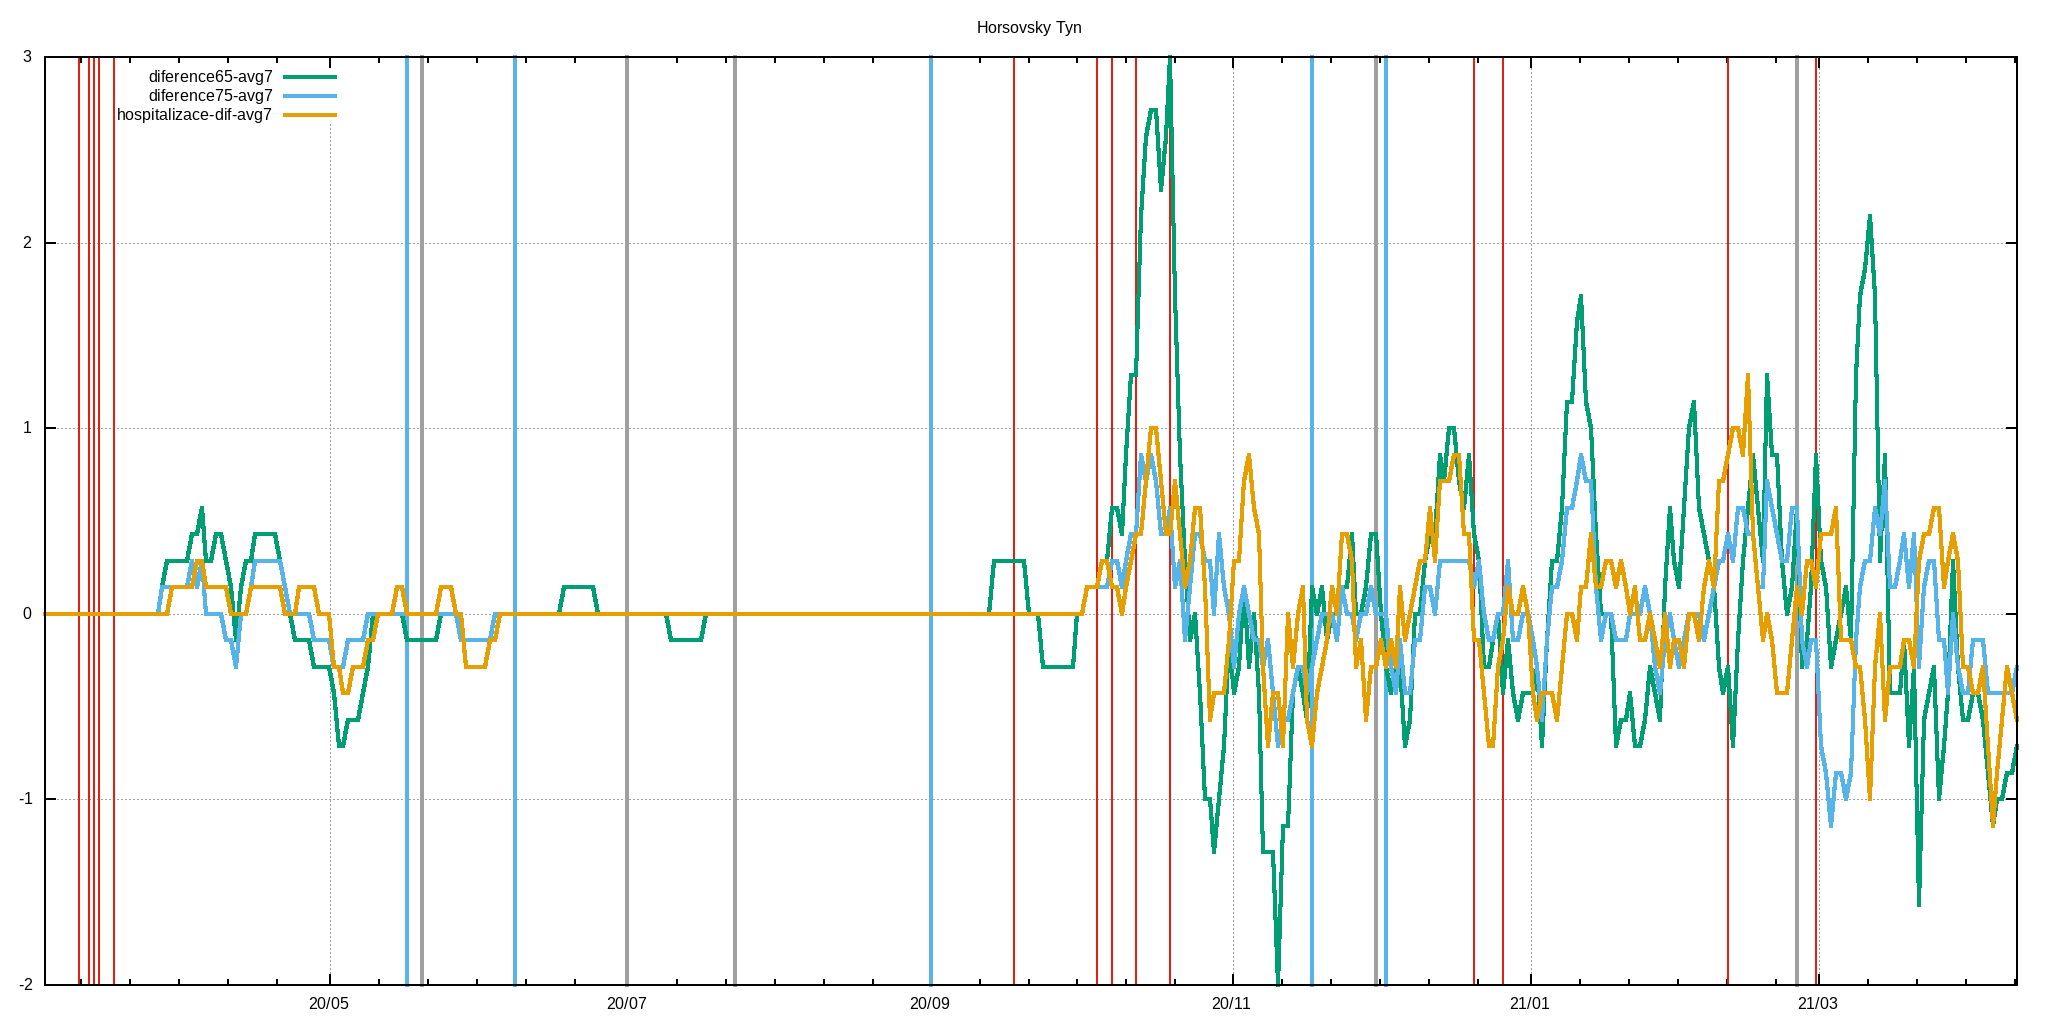 Horsovsky Tyn
diference65-avg7
diference75-avg7
hospitalizace-dif-avg7
3
2
1
0
-1
-2
20/05 20/07 20/09 20/11 21/01 21/03